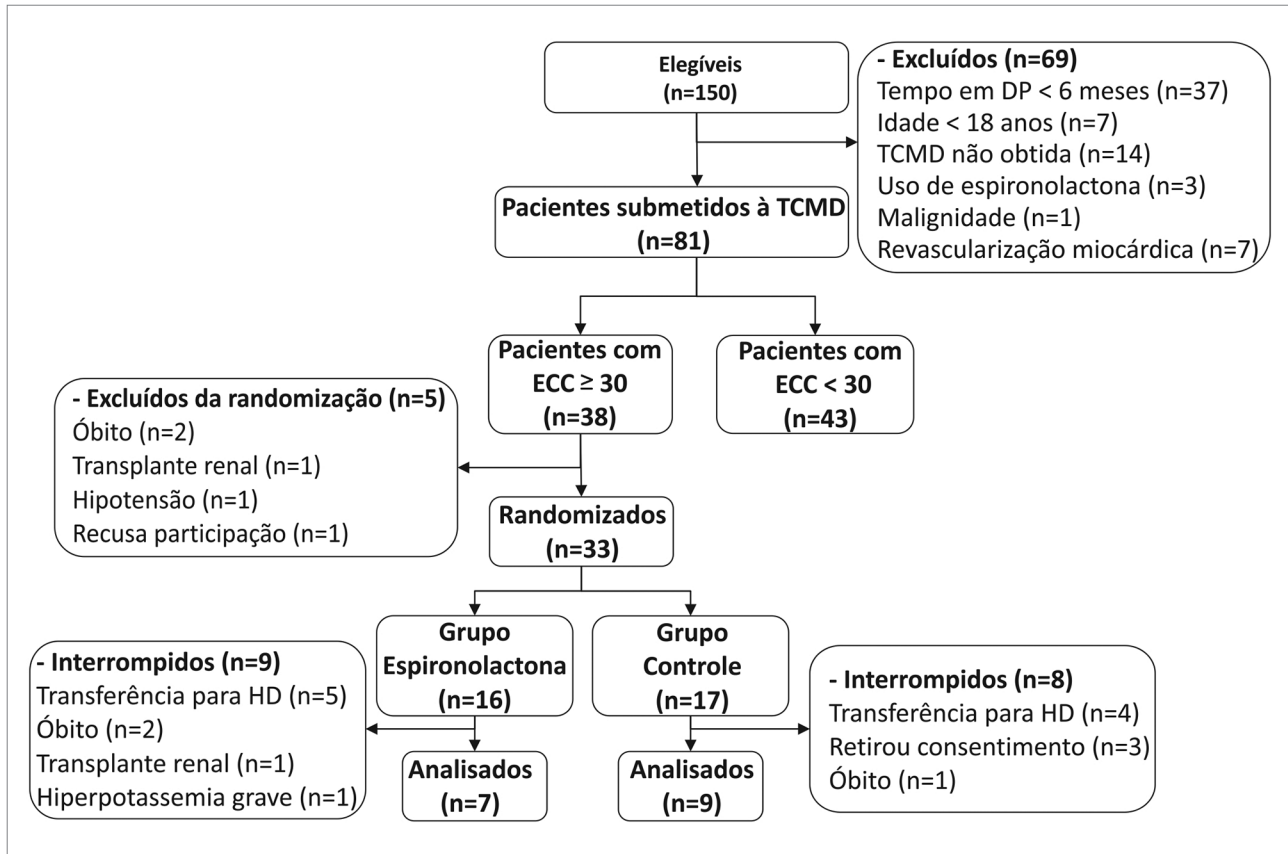 Elegíveis
(n=150)
- Excluídos (n=69)
Tempo em DP < 6 meses (n=37)
Idade < 18 anos (n=7)
TCMD não obtida (n=14)
Uso de espironolactona (n=3)
Malignidade (n=1)
Revascularização miocárdica (n=7)
Pacientes submetidos à TCMD
(n=81)
Pacientes com
ECC ≥ 30
(n=38)
Pacientes com
ECC < 30
(n=43)
- Excluídos da randomização (n=5)
Óbito (n=2)
Transplante renal (n=1)
Hipotensão (n=1)
Recusa participação (n=1)
Randomizados
(n=33)
Grupo
Espironolactona
(n=16)
Grupo
Controle
(n=17)
- Interrompidos (n=9)
Transferência para HD (n=5)
Óbito (n=2)
Transplante renal (n=1)
Hiperpotassemia grave (n=1)
- Interrompidos (n=8)
Transferência para HD (n=4)
Retirou consentimento (n=3)
Óbito (n=1)
Analisados
(n=7)
Analisados
(n=9)